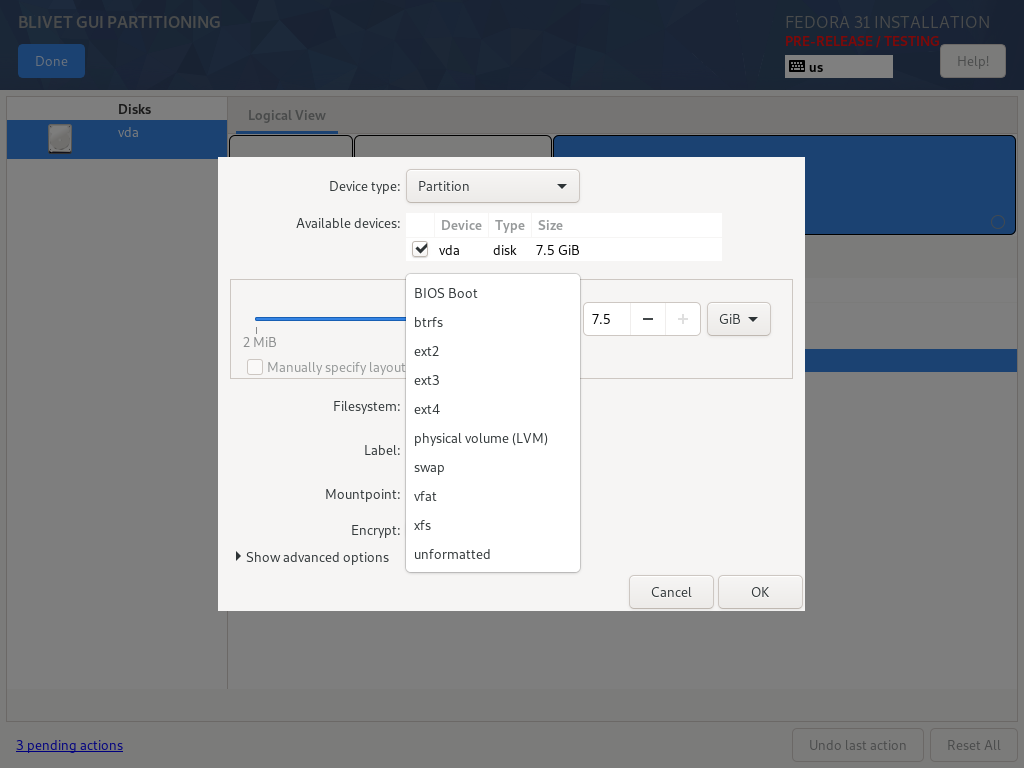 BLIVET GUI PARTITIONING
FEDORA 31 INSTALLATION
PRE-RELEASE / TESTING
Done
us
Help!
Disks
vda
Logical View
Device type:
Partition
Available devices:
Device Type Size
vda disk 7.5 GiB
2 MiB
7.5
GiB
Manually specify layout
Filesystem:
Label:
Mountpoint:
Encrypt:
Show advanced options
BIOS Boot
btrfs
ext2
ext3
ext4
physical volume (LVM)
swap
vfat
xfs
unformatted
Cancel
OK
3 pending actions
Undo last action
Reset All